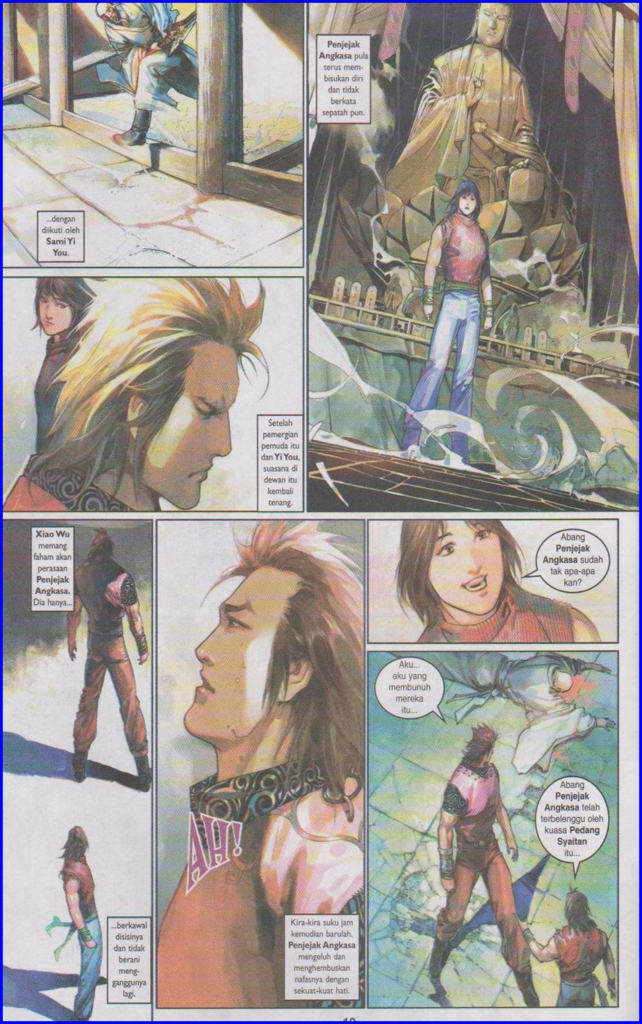 ...dengan
diikuti oleh
Sami Yi
You.
Penjejak
Angkasa pula
terus mem-
bisukan diri
dan tidak
berkata
sepatah pun.
Setelah
pemergian
pemuda itu
dan Yi You,
suasana di
dewan itu
kembali
tenang.
Xiao Wu
memang
faham akan
perasaan
Penjejak
Angkasa.
Dia hanya...
...berkawal
disisinya
dan tidak
berani
meng-
ganggunya
lagi.
AH!
Kira-kira suku jam
kemudian barulah,
Penjejak Angkasa
mengeluh dan
menghembuskan
nafasnya dengan
sekuat-kuat hati.
Abang
Penjejak
Angkasa sudah
tak apa-apa
kan?
Aku...
aku yang
membunuh
mereka
itu...
Abang
Penjejak
Angkasa telah
terbelenggu oleh
kuasa Pedang
Syaitan
itu...